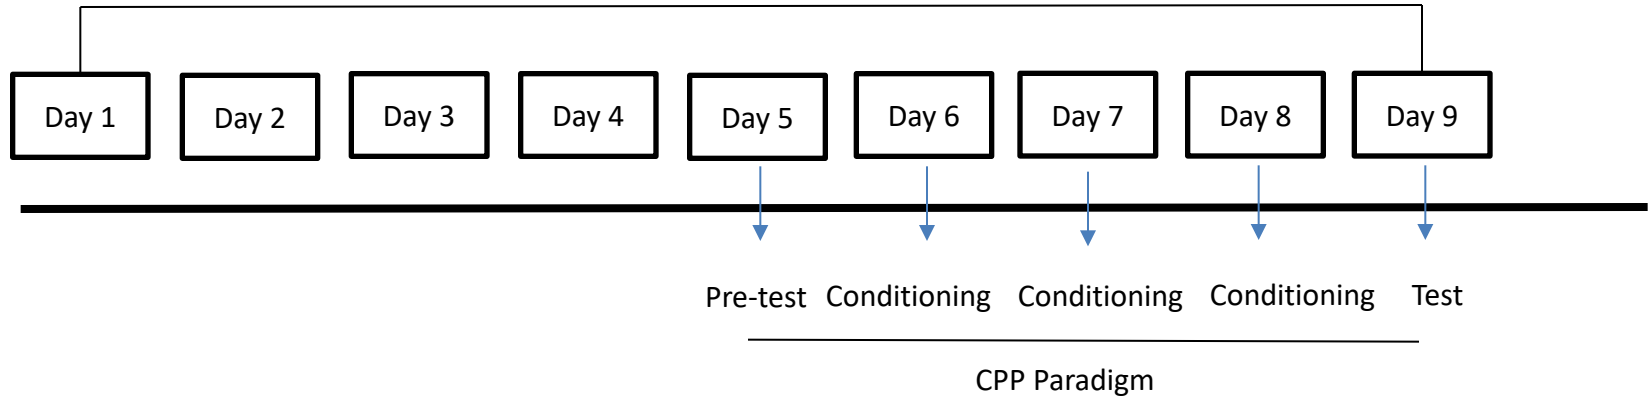 Day 1 Day 2 Day 3 Day 4 Day 5 Day 6 Day 7 Day 8 Day 9
Pre-test Conditioning Conditioning Conditioning Test
CPP Paradigm